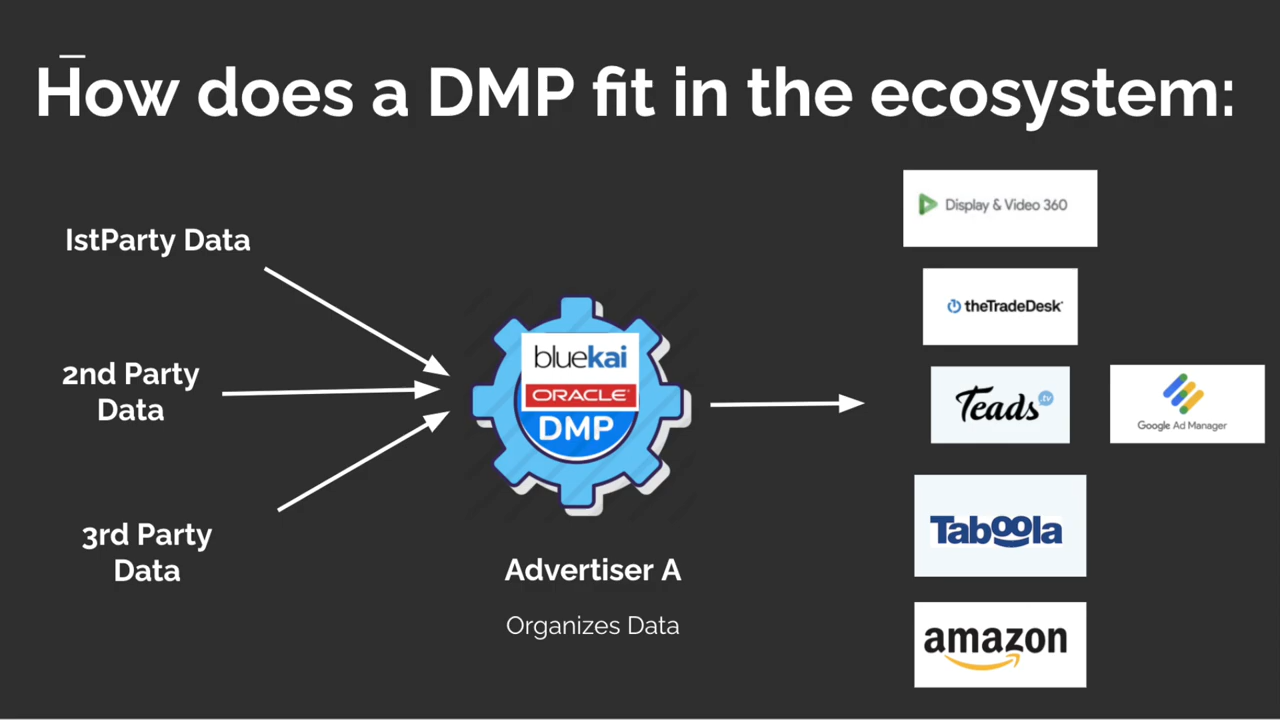 How does a DMP fit in the ecosystem:
IstParty Data
2nd Party
Data
3rd Party
Data
bluekai
ORACLE
DMP
Advertiser A
Organizes Data
Display & Video 360
theTradeDesk
Teads.tv
Google Ad Manager
Taboola
amazon